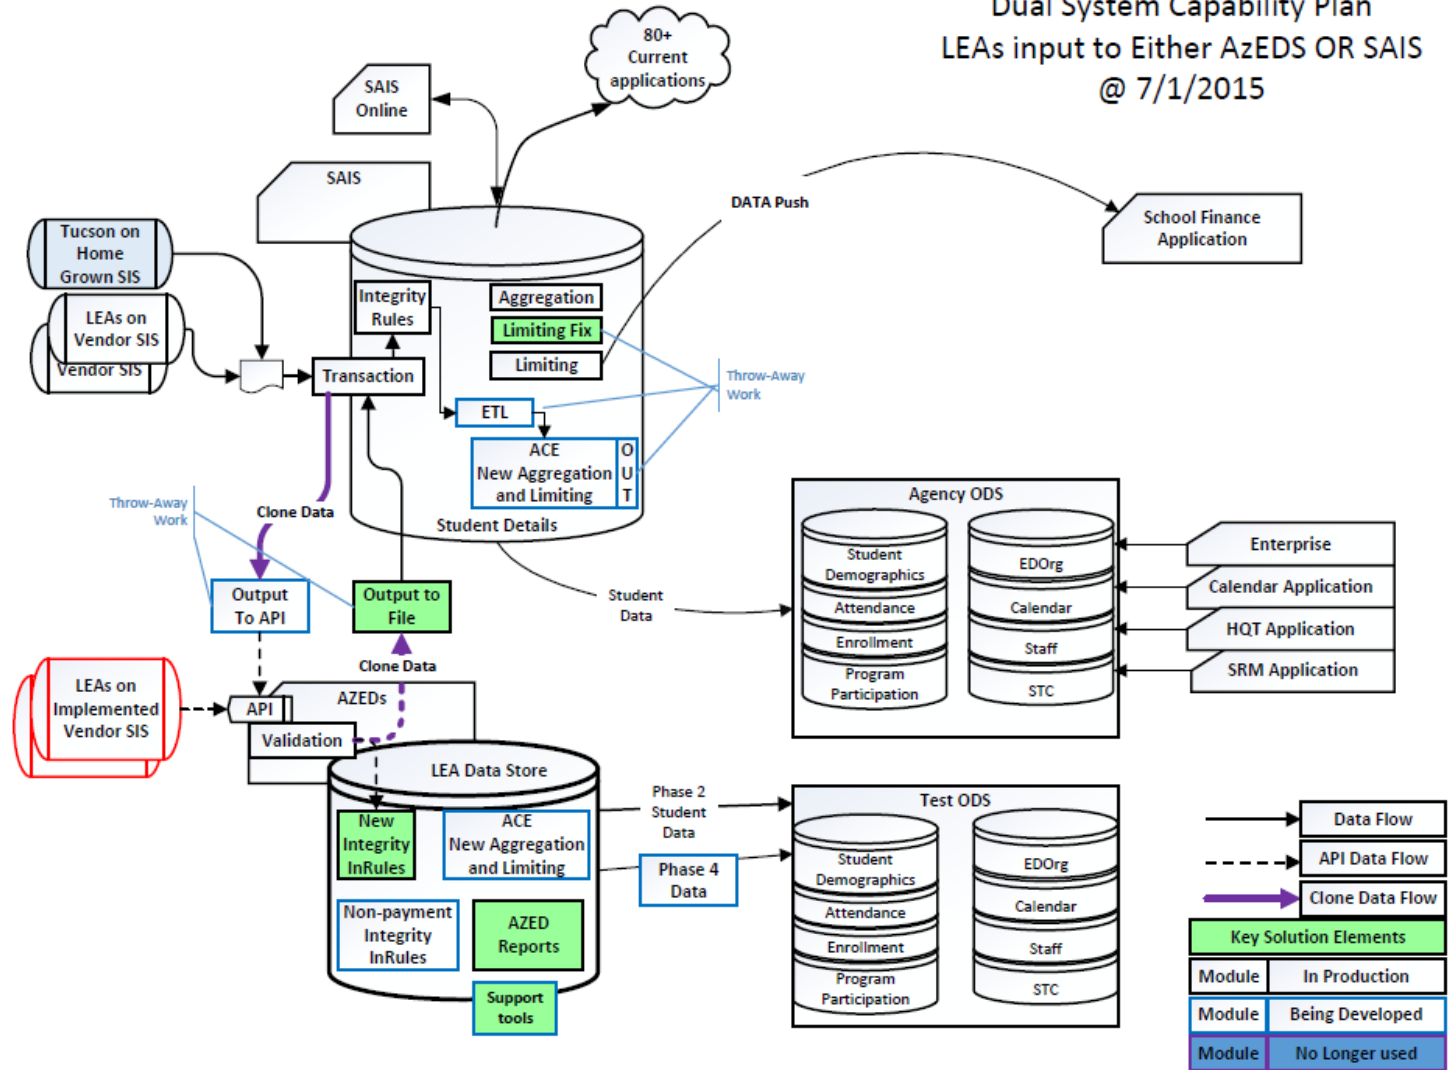 Dual System Capability Plan
LEAs input to Either AzEDS OR SAIS
@ 7/1/2015
80+
Current
applications
SAIS
Online
SAIS
DATA Push
School Finance
Application
Tucson on
Home
Grown SIS
LEAs on
Vendor SIS
Vendor SIS
Integrity
Rules
Aggregation
Limiting Fix
Limiting
Transaction
Throw-Away
Work
ETL
ACE
New Aggregation
and Limiting
O
U
T
Student Details
Throw-Away
Work
Clone Data
Output
To API
Output to
File
Clone Data
Student
Data
Agency ODS
Student
Demographics
Attendance
Enrollment
Program
Participation
EDOrg
Calendar
Staff
STC
Enterprise
Calendar Application
HQT Application
SRM Application
LEAs on
Implemented
Vendor SIS
API
AZEDs
Validation
LEA Data Store
New
Integrity
InRules
ACE
New Aggregation
and Limiting
Non-payment
Integrity
InRules
AZED
Reports
Support
tools
Phase 2
Student
Data
Phase 4
Data
Test ODS
Student
Demographics
Attendance
Enrollment
Program
Participation
EDOrg
Calendar
Staff
STC
Data Flow
API Data Flow
Clone Data Flow
Key Solution Elements
Module In Production
Module Being Developed
Module No Longer used